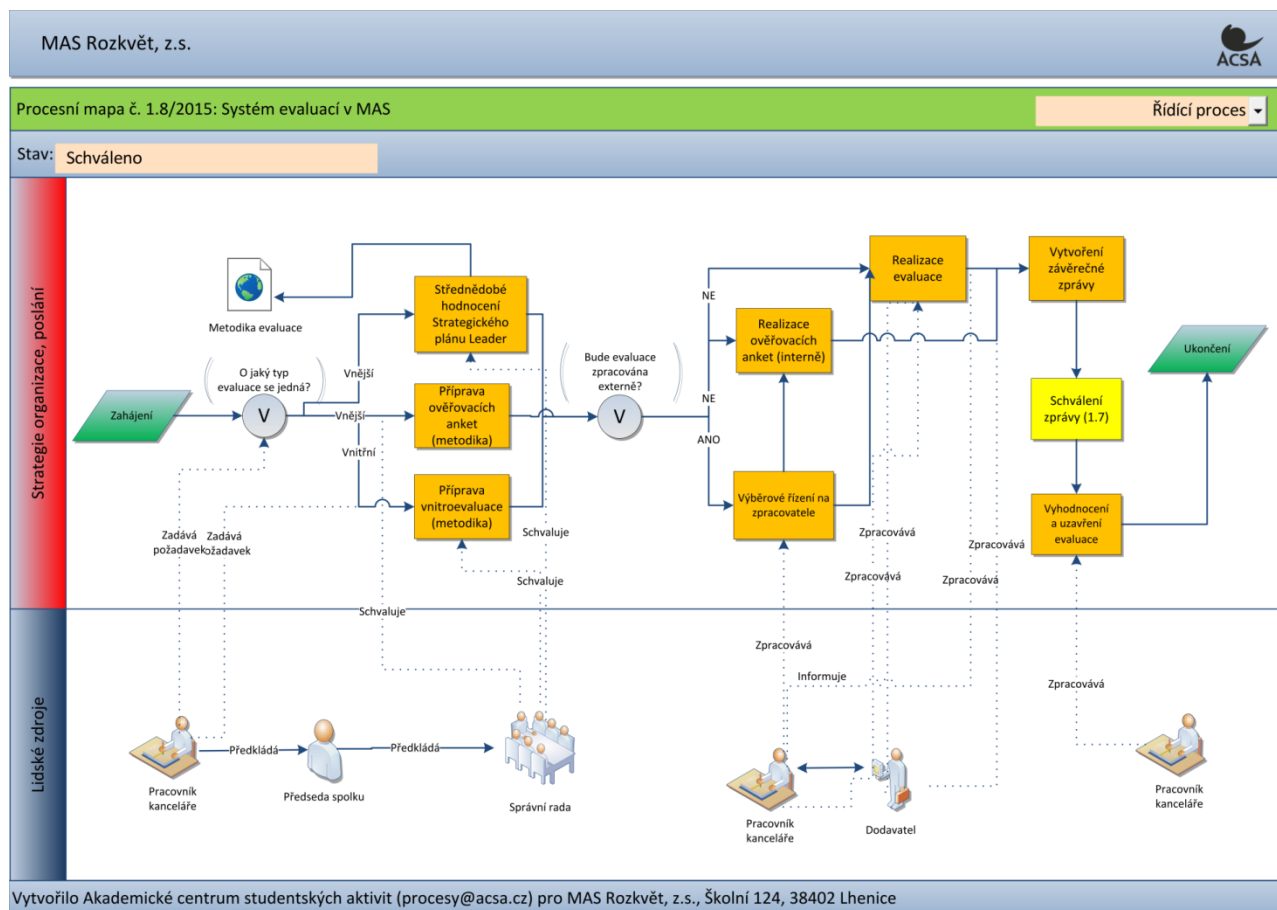 MAS Rozkvět, z.s.
ACSA
Procesní mapa č. 1.8/2015: Systém evaluací v MAS
Řídící proces
Stav:
Schváleno
Strategie organizace, poslání
Zahájení
O jaký typ
evaluace se jedná?
V
Metodika evaluace
Vnější
Vnější
Vnitřní
Střednědobé
hodnocení
Strategického
plánu Leader
Příprava
ověřovacích
anket
(metodika)
Příprava
vnitroevaluace
(metodika)
Bude evaluace
zpracována
externě?
V
NE
NE
ANO
Realizace
evaluace
Realizace
ověřovacích
anket (interně)
Výběrové řízení na
zpracovatele
Vytvoření
závěrečné
zprávy
Schválení
zprávy (1.7)
Vyhodnocení
a uzavření
evaluace
Ukončení
Zadává
požadavek
Zadává
požadavek
Schvaluje
Schvaluje
Schvaluje
Zpracovává
Zpracovává
Zpracovává
Zpracovává
Zpracovává
Informuje
Zpracovává
Lidské zdroje
Pracovník
kanceláře
Předkládá
Předseda spolku
Předkládá
Správní rada
Pracovník
kanceláře
Dodavatel
Pracovník
kanceláře
Vytvořilo Akademické centrum studentských aktivit (procesy@acsa.cz) pro MAS Rozkvět, z.s., Školní 124, 38402 Lhenice